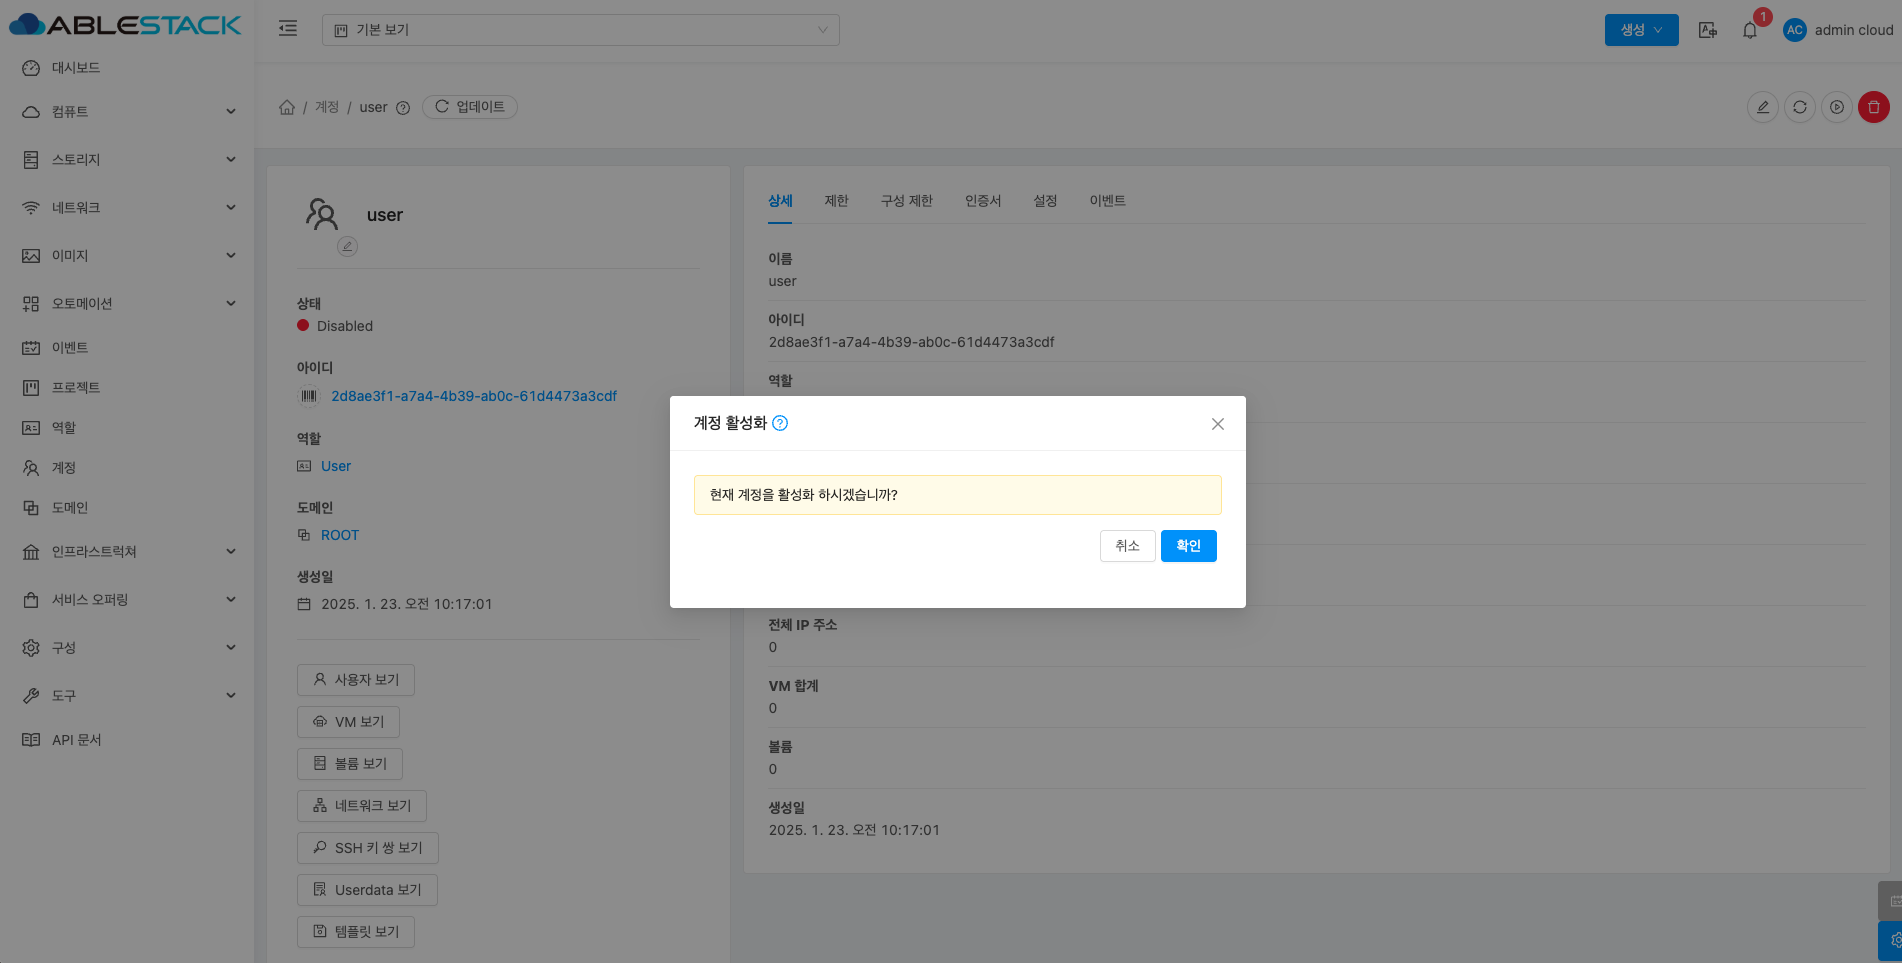 ABLESTACK
기본 보기
생성
1
AC
admin cloud
대시보드
컴퓨트
스토리지
네트워크
이미지
오토메이션
이벤트
프로젝트
역할
계정
도메인
인프라스트럭쳐
서비스 오퍼링
구성
도구
API 문서
/ 계정 / user
업데이트
user
상태
Disabled
아이디
2d8ae3f1-a7a4-4b39-ab0c-61d4473a3cdf
역할
User
도메인
ROOT
생성일
2025. 1. 23. 오전 10:17:01
사용자 보기
VM 보기
볼륨 보기
네트워크 보기
SSH 키 쌍 보기
Userdata 보기
템플릿 보기
상세 제한 구성 제한 인증서 설정 이벤트
이름
user
아이디
2d8ae3f1-a7a4-4b39-ab0c-61d4473a3cdf
역할
계정 활성화
현재 계정을 활성화 하시겠습니까?
취소
확인
전체 IP 주소
0
VM 합계
0
볼륨
0
생성일
2025. 1. 23. 오전 10:17:01